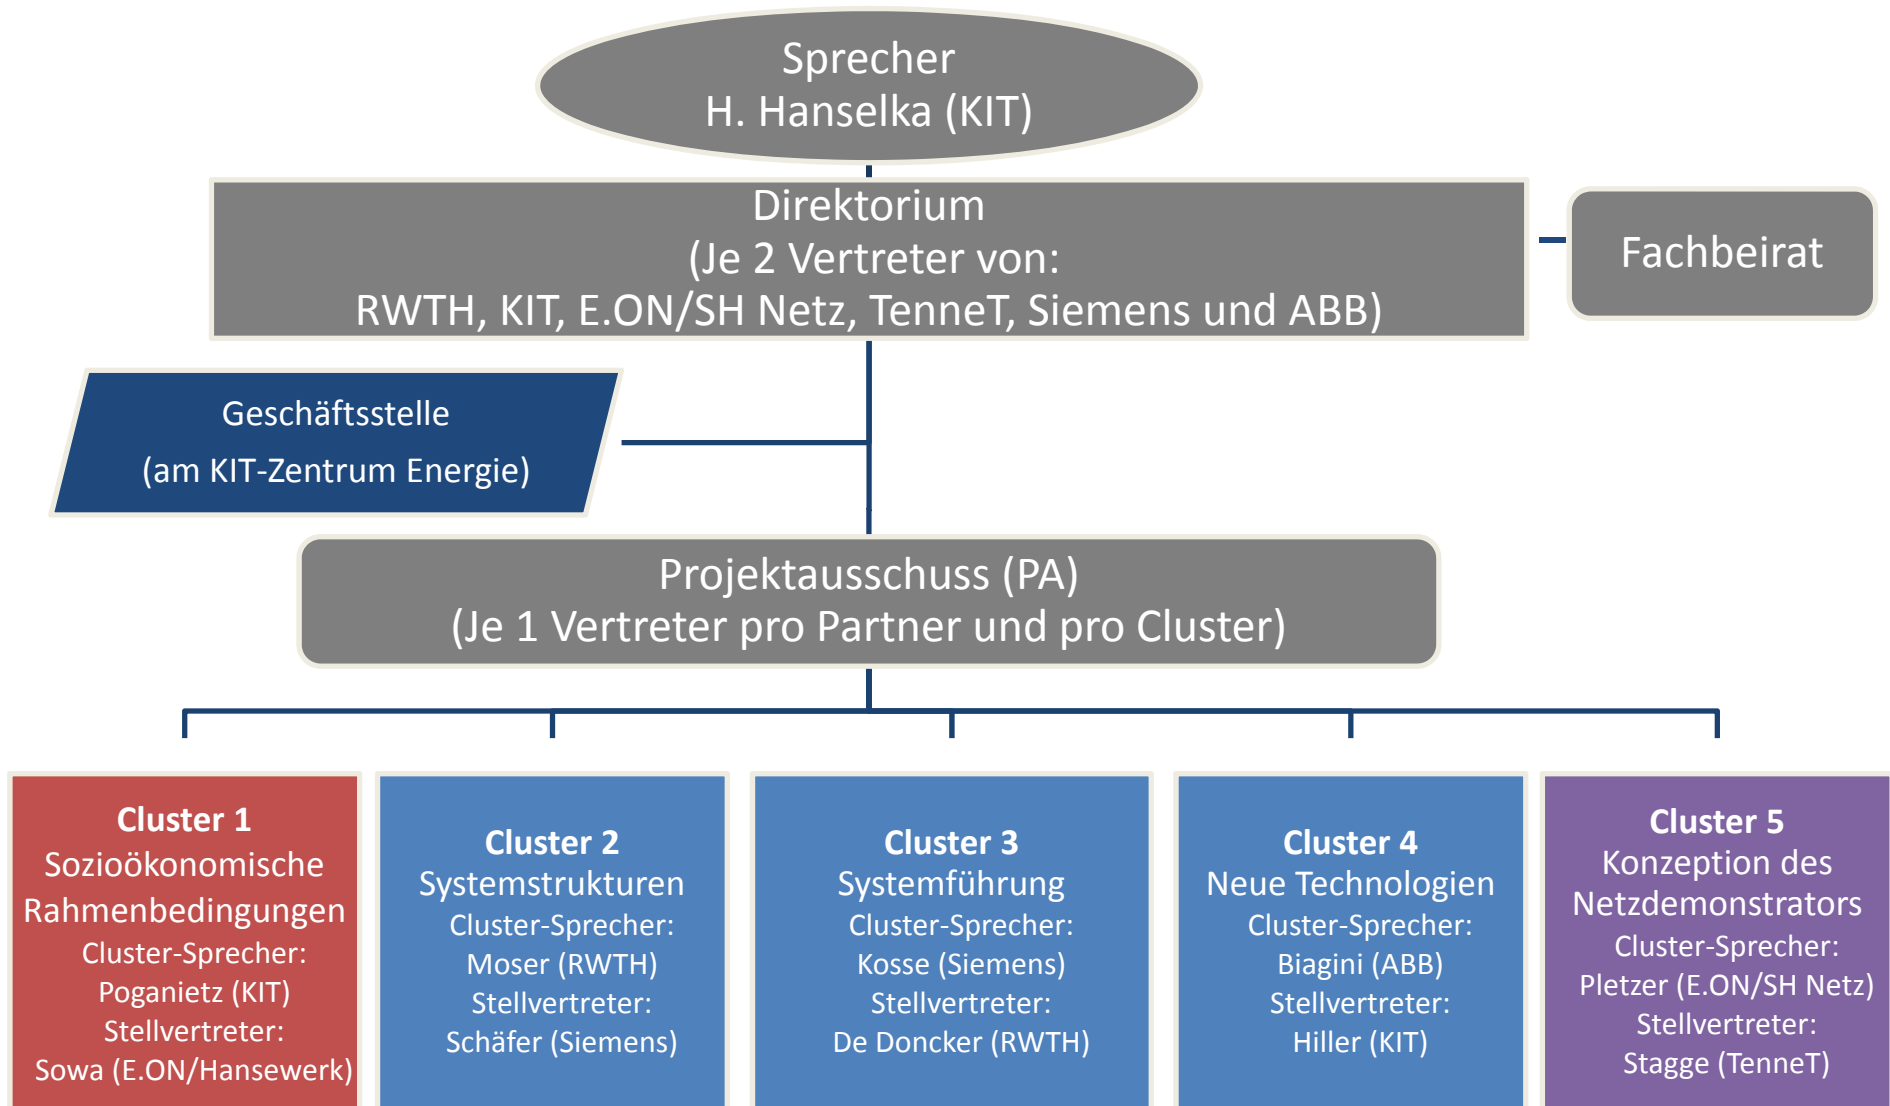 Sprecher
H. Hanselka (KIT)
Direktorium
(Je 2 Vertreter von:
RWTH, KIT, E.ON/SH Netz, TenneT, Siemens und ABB)
Fachbeirat
Geschäftsstelle
(am KIT-Zentrum Energie)
Projektausschuss (PA)
(Je 1 Vertreter pro Partner und pro Cluster)
Cluster 1
Sozioökonomische
Rahmenbedingungen
Cluster-Sprecher:
Poganietz (KIT)
Stellvertreter:
Sowa (E.ON/Hansewerk)
Cluster 2
Systemstrukturen
Cluster-Sprecher:
Moser (RWTH)
Stellvertreter:
Schäfer (Siemens)
Cluster 3
Systemführung
Cluster-Sprecher:
Kosse (Siemens)
Stellvertreter:
De Doncker (RWTH)
Cluster 4
Neue Technologien
Cluster-Sprecher:
Biagini (ABB)
Stellvertreter:
Hiller (KIT)
Cluster 5
Konzeption des
Netzdemonstrators
Cluster-Sprecher:
Pletzer (E.ON/SH Netz)
Stellvertreter:
Stagge (TenneT)